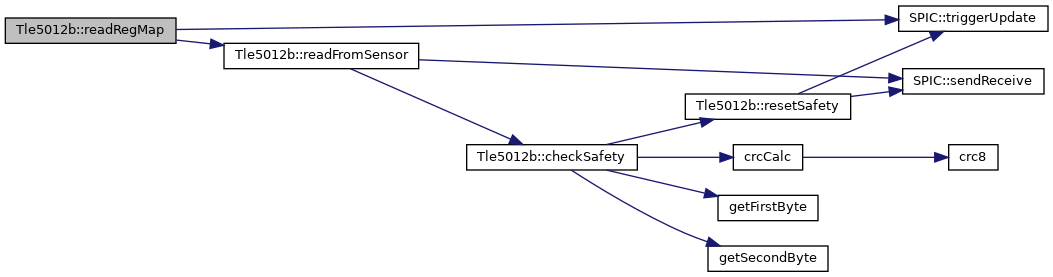 Tle5012b::readRegMap
SPIC::triggerUpdate
Tle5012b::readFromSensor
SPIC::sendReceive
Tle5012b::resetSafety
Tle5012b::checkSafety
crcCalc
crc8
getFirstByte
getSecondByte